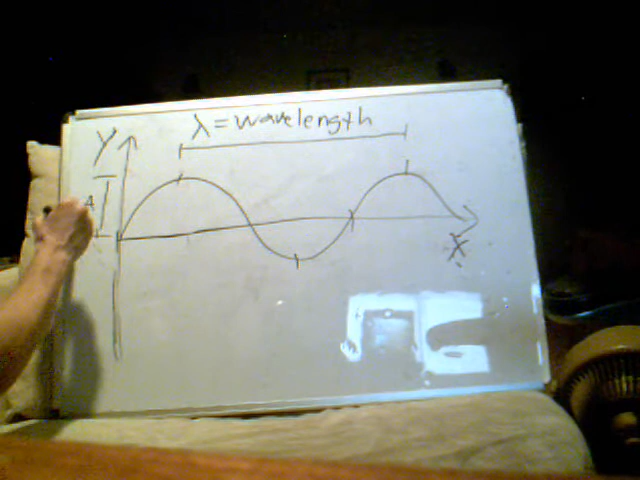 λ = wavelength
Y
A
X